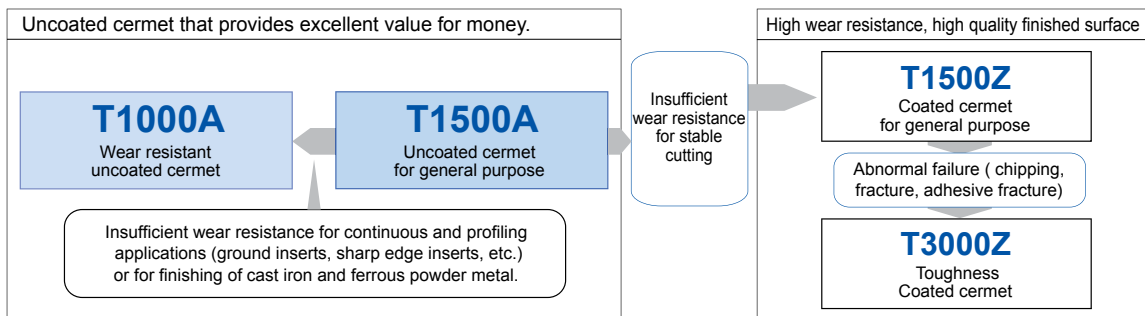 Uncoated cermet that provides excellent value for money.
T1000A
Wear resistant
uncoated cermet
T1500A
Uncoated cermet
for general purpose
Insufficient wear resistance for continuous and profiling
applications (ground inserts, sharp edge inserts, etc.)
or for finishing of cast iron and ferrous powder metal.
Insufficient
wear resistance
for stable
cutting
High wear resistance, high quality finished surface
T1500Z
Coated cermet
for general purpose
Abnormal failure ( chipping,
fracture, adhesive fracture)
T3000Z
Toughness
Coated cermet